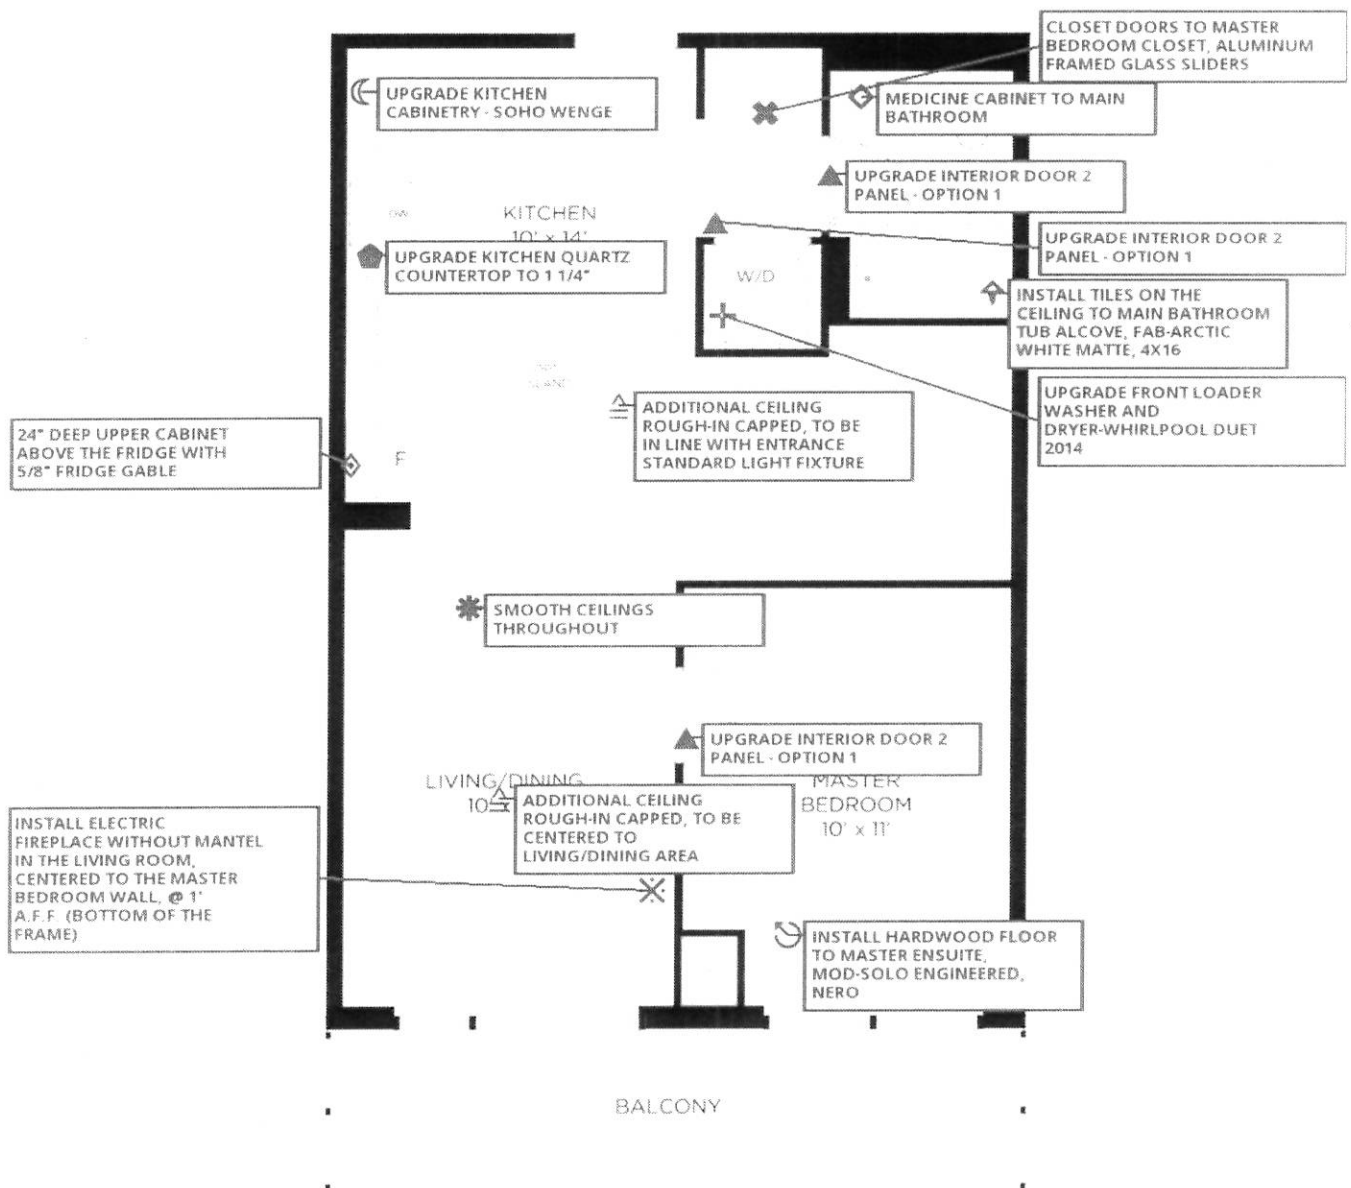 CLOSET DOORS TO MASTER
BEDROOM CLOSET, ALUMINUM
FRAMED GLASS SLIDERS
UPGRADE KITCHEN
CABINETRY - SOHO WENGE
MEDICINE CABINET TO MAIN
BATHROOM
UPGRADE INTERIOR DOOR 2
PANEL - OPTION 1
DW
KITCHEN
10' x 14'
UPGRADE INTERIOR DOOR 2
PANEL - OPTION 1
UPGRADE KITCHEN QUARTZ
COUNTERTOP TO 1 1/4"
W/D
INSTALL TILES ON THE
CEILING TO MAIN BATHROOM
TUB ALCOVE, FAB-ARCTIC
WHITE MATTE, 4X16
ISLAND
UPGRADE FRONT LOADER
WASHER AND
DRYER-WHIRLPOOL DUET
2014
ADDITIONAL CEILING
ROUGH-IN CAPPED, TO BE
IN LINE WITH ENTRANCE
STANDARD LIGHT FIXTURE
24" DEEP UPPER CABINET
ABOVE THE FRIDGE WITH
5/8" FRIDGE GABLE
F
SMOOTH CEILINGS
THROUGHOUT
UPGRADE INTERIOR DOOR 2
PANEL - OPTION 1
LIVING/DINING
10'
MASTER
BEDROOM
10' x 11'
ADDITIONAL CEILING
ROUGH-IN CAPPED, TO BE
CENTERED TO
LIVING/DINING AREA
INSTALL ELECTRIC
FIREPLACE WITHOUT MANTEL
IN THE LIVING ROOM,
CENTERED TO THE MASTER
BEDROOM WALL, @ 1'
A.F.F. (BOTTOM OF THE
FRAME)
INSTALL HARDWOOD FLOOR
TO MASTER ENSUITE,
MOD-SOLO ENGINEERED,
NERO
BALCONY